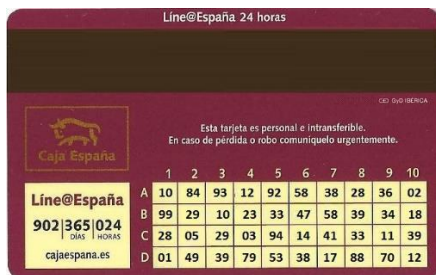 Líne@España 24 horas
CED GyD IBERICA
Esta tarjeta es personal e intransferible.
En caso de pérdida o robo comuniquelo urgentemente.
Caja España
Líne@España
902 365 024
DÍAS HORAS
cajaespana.es
1 2 3 4 5 6 7 8 9 10
A 10 84 93 12 92 58 38 28 36 02
B 99 29 10 23 33 47 58 39 34 18
C 28 05 29 03 94 14 41 33 11 39
D 01 49 39 79 53 38 17 88 70 12